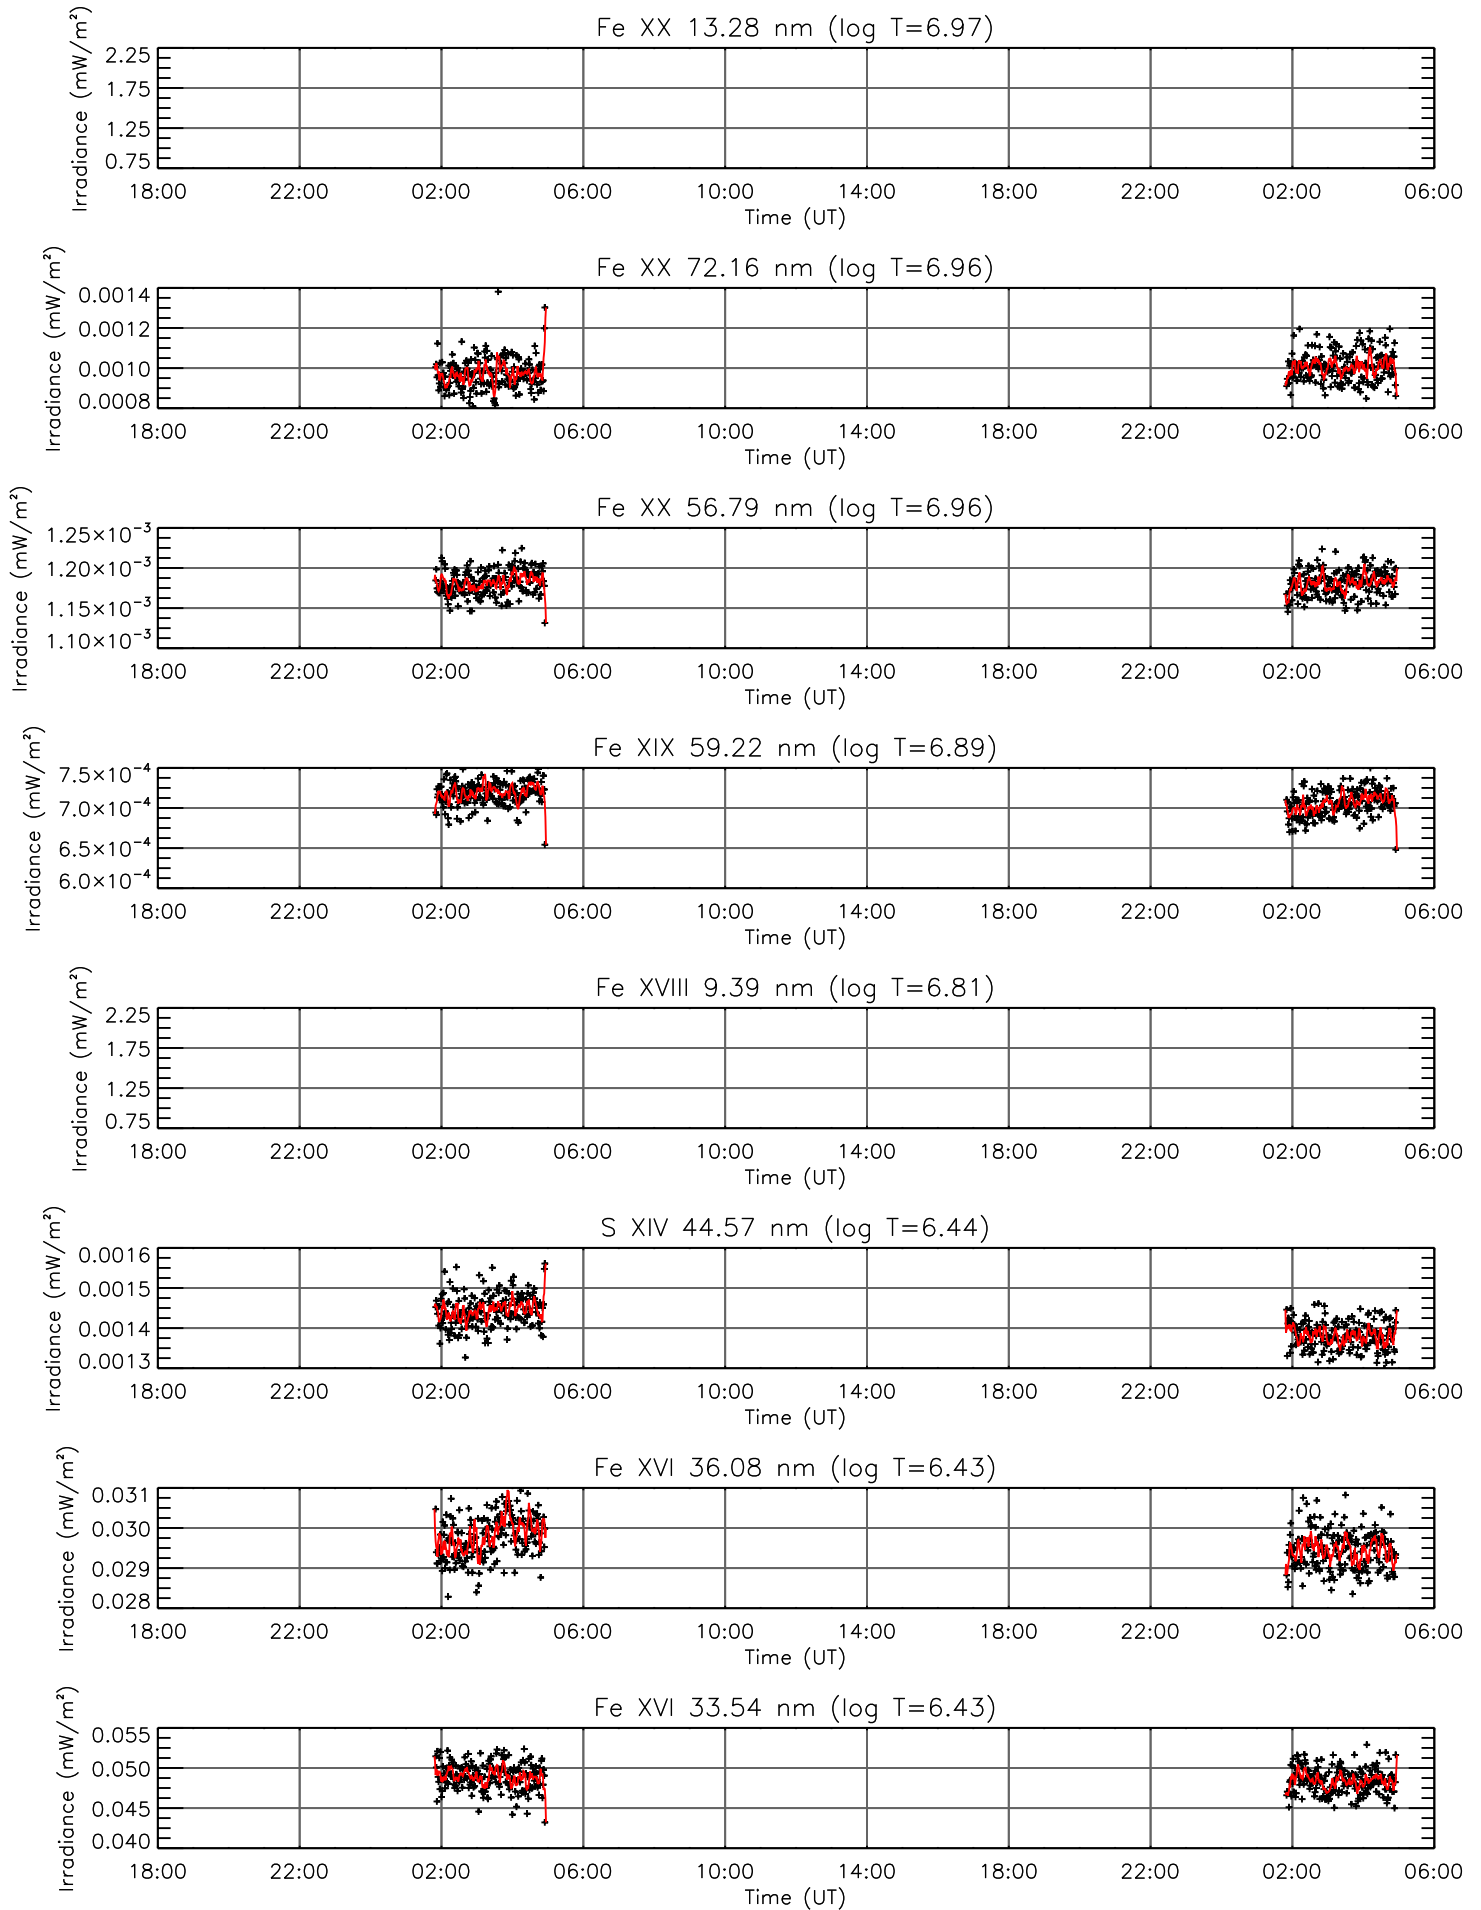 Fe XX 13.28 nm (log T=6.97)
Irradiance (mW/m²)
2.25
1.75
1.25
0.75
18:00 22:00 02:00 06:00 10:00 14:00 18:00 22:00 02:00 06:00
Time (UT)
Fe XX 72.16 nm (log T=6.96)
Irradiance (mW/m²)
0.0014
0.0012
0.0010
0.0008
18:00 22:00 02:00 06:00 10:00 14:00 18:00 22:00 02:00 06:00
Time (UT)
Fe XX 56.79 nm (log T=6.96)
Irradiance (mW/m²)
1.25×10⁻³
1.20×10⁻³
1.15×10⁻³
1.10×10⁻³
18:00 22:00 02:00 06:00 10:00 14:00 18:00 22:00 02:00 06:00
Time (UT)
Fe XIX 59.22 nm (log T=6.89)
Irradiance (mW/m²)
7.5×10⁻⁴
7.0×10⁻⁴
6.5×10⁻⁴
6.0×10⁻⁴
18:00 22:00 02:00 06:00 10:00 14:00 18:00 22:00 02:00 06:00
Time (UT)
Fe XVIII 9.39 nm (log T=6.81)
Irradiance (mW/m²)
2.25
1.75
1.25
0.75
18:00 22:00 02:00 06:00 10:00 14:00 18:00 22:00 02:00 06:00
Time (UT)
S XIV 44.57 nm (log T=6.44)
Irradiance (mW/m²)
0.0016
0.0015
0.0014
0.0013
18:00 22:00 02:00 06:00 10:00 14:00 18:00 22:00 02:00 06:00
Time (UT)
Fe XVI 36.08 nm (log T=6.43)
Irradiance (mW/m²)
0.031
0.030
0.029
0.028
18:00 22:00 02:00 06:00 10:00 14:00 18:00 22:00 02:00 06:00
Time (UT)
Fe XVI 33.54 nm (log T=6.43)
Irradiance (mW/m²)
0.055
0.050
0.045
0.040
18:00 22:00 02:00 06:00 10:00 14:00 18:00 22:00 02:00 06:00
Time (UT)